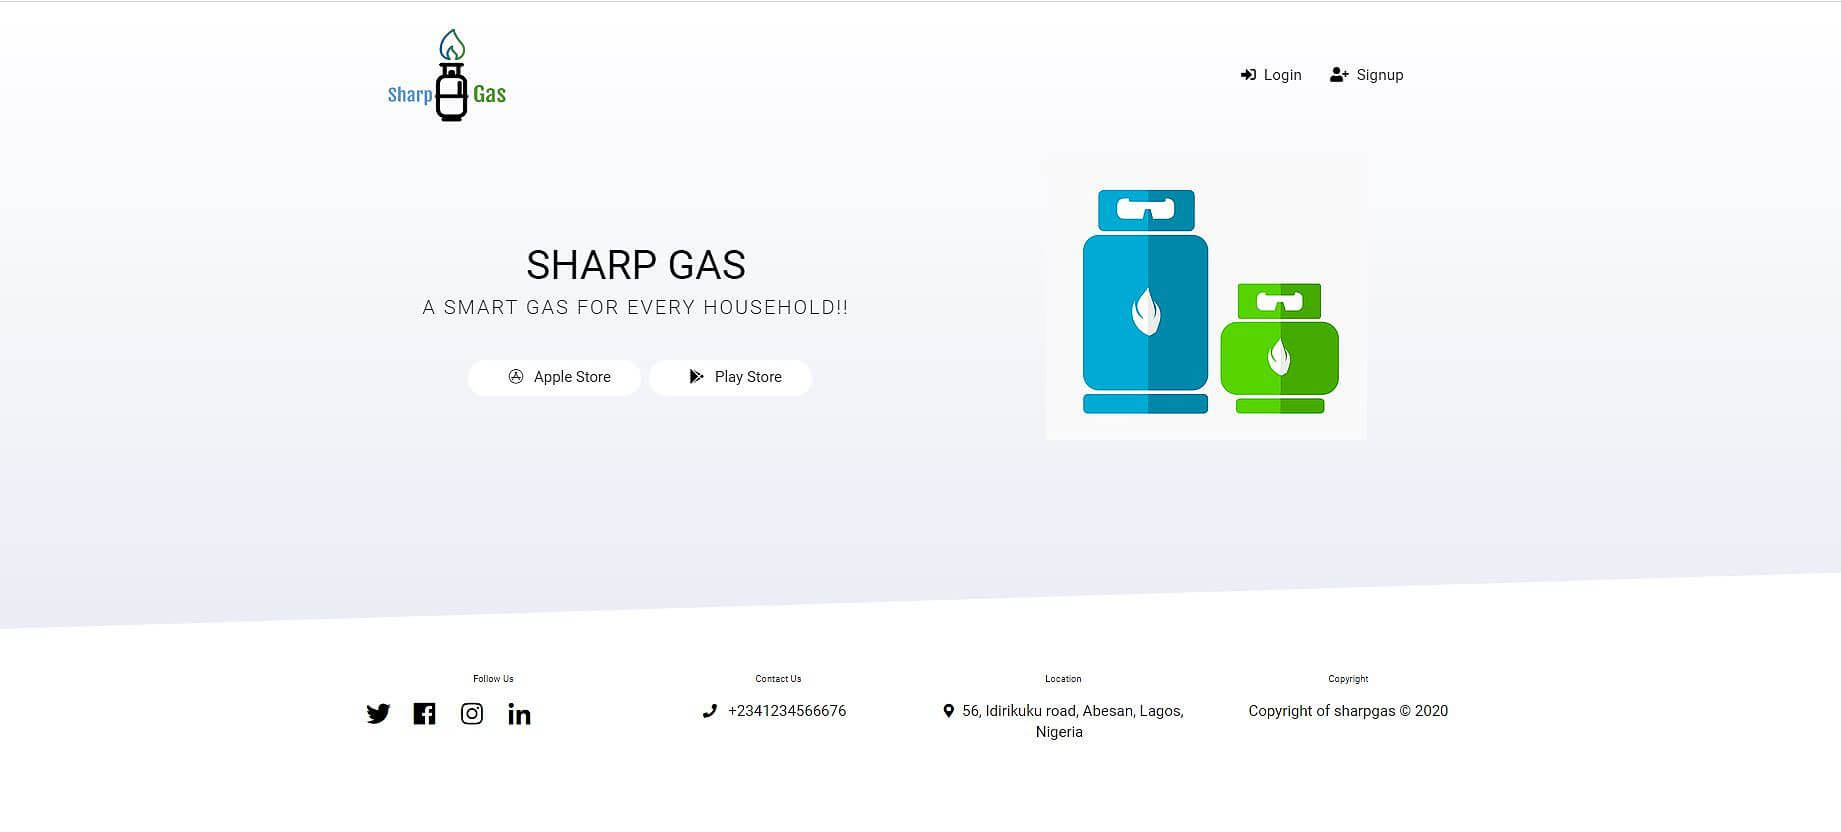 Sharp Gas
Login Signup
SHARP GAS
A SMART GAS FOR EVERY HOUSEHOLD!!
Apple Store Play Store
Follow Us
Contact Us
+2341234566676
Location
56, Idirikuku road, Abesan, Lagos,
Nigeria
Copyright
Copyright of sharpgas © 2020